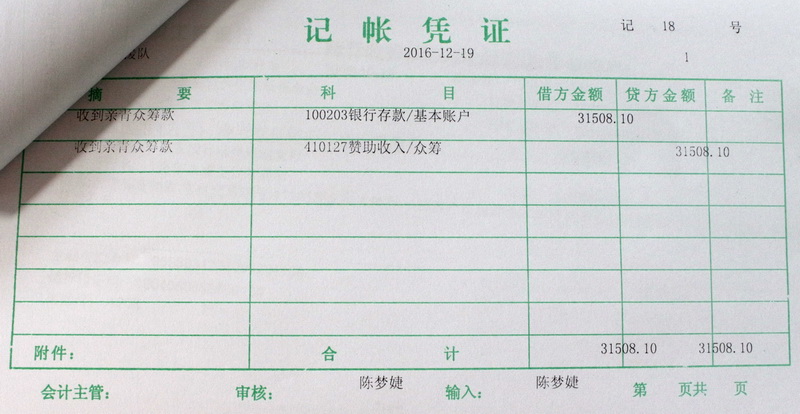 记帐凭证
记 18 号
2016-12-19
1
摘要 科目 借方金额 贷方金额 备注
收到亲青众筹款 100203银行存款/基本账户 31508.10
收到亲青众筹款 410127赞助收入/众筹 31508.10
附件： 合计 31508.10 31508.10
会计主管： 审核： 陈梦婕 输入： 陈梦婕 第 页共 页